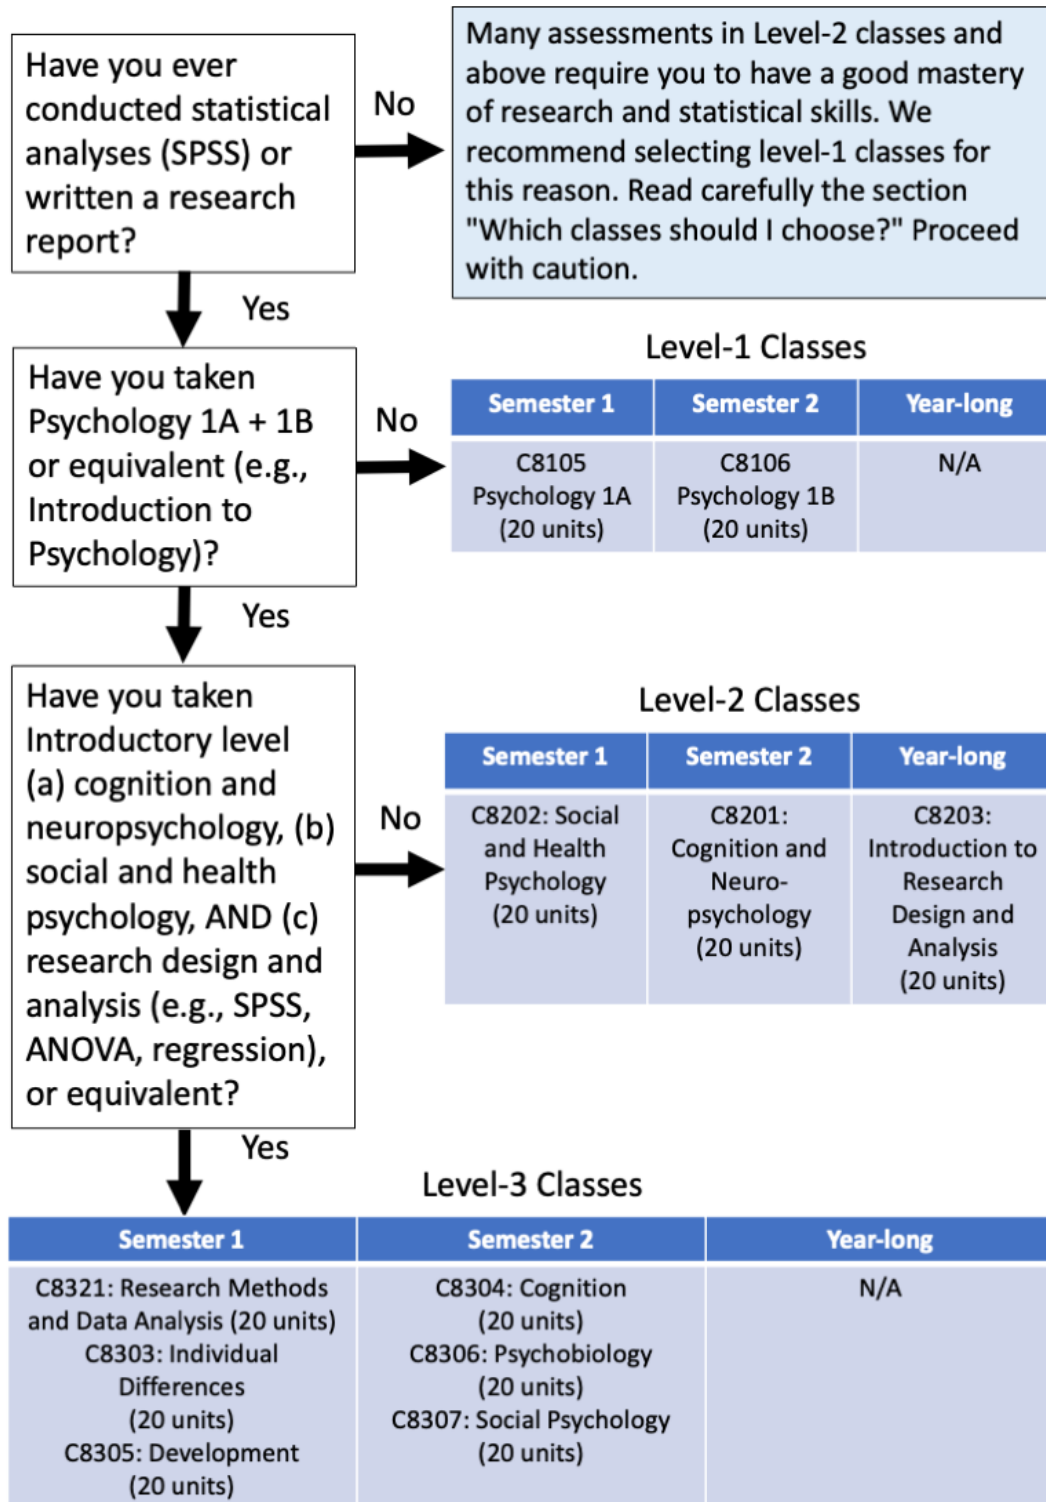 Have you ever
conducted statistical
analyses (SPSS) or
written a research
report?
No
Many assessments in Level-2 classes and
above require you to have a good mastery
of research and statistical skills. We
recommend selecting level-1 classes for
this reason. Read carefully the section
"Which classes should I choose?" Proceed
with caution.
Yes
Have you taken
Psychology 1A + 1B
or equivalent (e.g.,
Introduction to
Psychology)?
No
Level-1 Classes
Semester 1
Semester 2
Year-long
C8105
Psychology 1A
(20 units)
C8106
Psychology 1B
(20 units)
N/A
Yes
Have you taken
Introductory level
(a) cognition and
neuropsychology, (b)
social and health
psychology, AND (c)
research design and
analysis (e.g., SPSS,
ANOVA, regression),
or equivalent?
No
Level-2 Classes
Semester 1
Semester 2
Year-long
C8202: Social
and Health
Psychology
(20 units)
C8201:
Cognition and
Neuro-
psychology
(20 units)
C8203:
Introduction to
Research
Design and
Analysis
(20 units)
Yes
Level-3 Classes
Semester 1
Semester 2
Year-long
C8321: Research Methods
and Data Analysis (20 units)
C8303: Individual
Differences
(20 units)
C8305: Development
(20 units)
C8304: Cognition
(20 units)
C8306: Psychobiology
(20 units)
C8307: Social Psychology
(20 units)
N/A